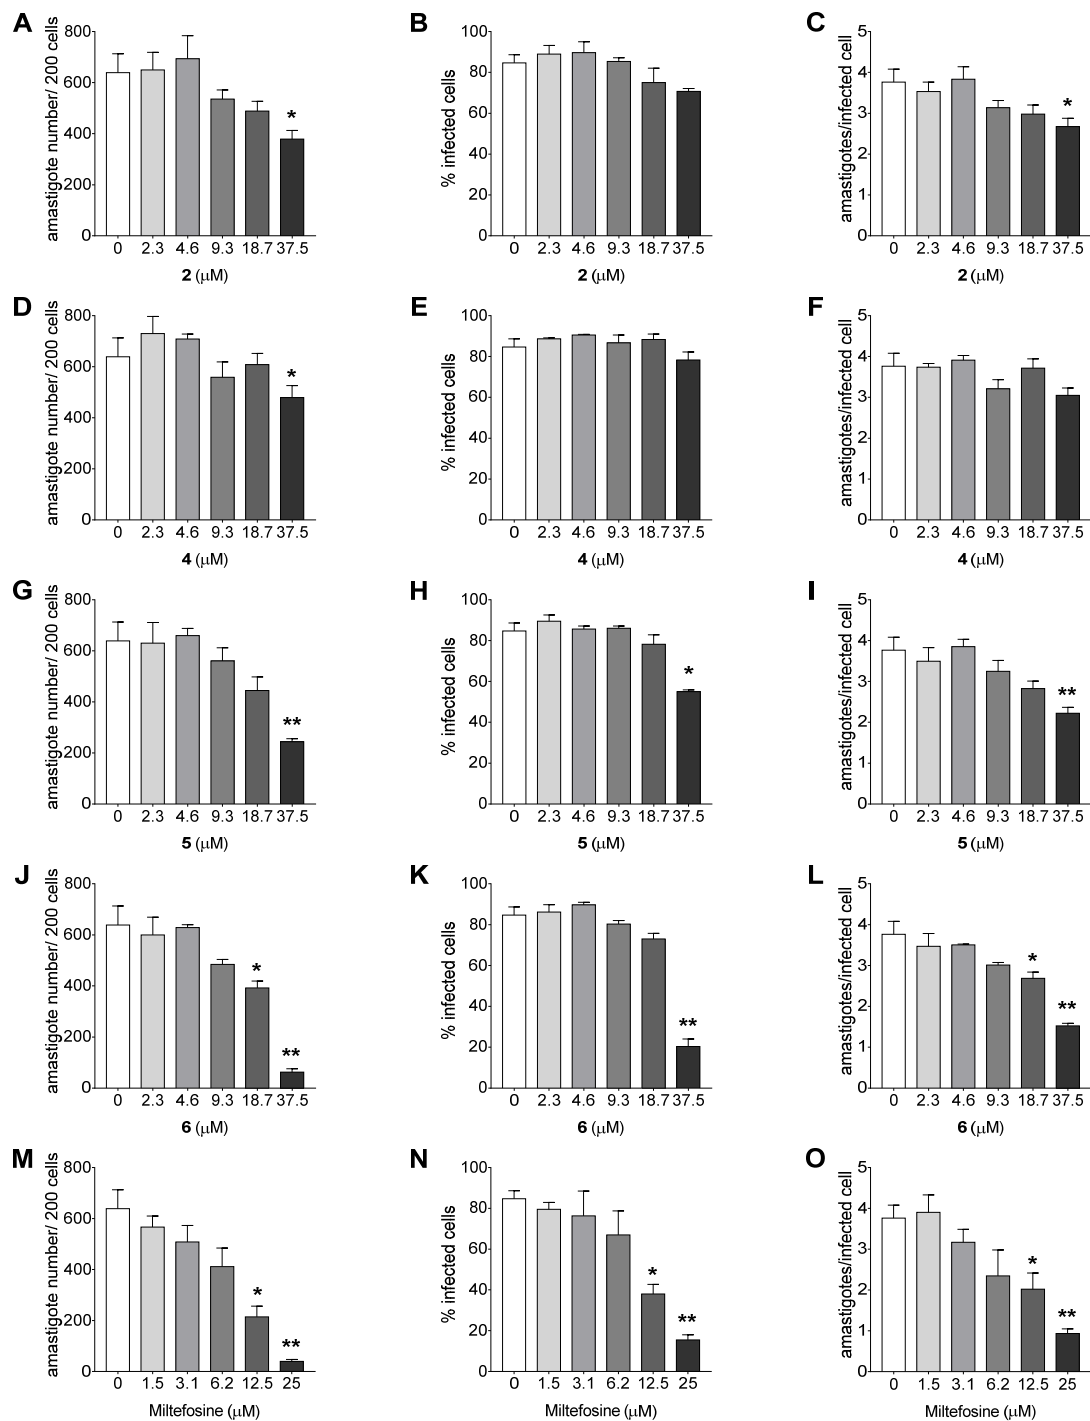 A
amastigote number/ 200 cells
800
600
400
200
0
*
0 2.3 4.6 9.3 18.7 37.5
2 (μM)
B
% infected cells
100
80
60
40
20
0
0 2.3 4.6 9.3 18.7 37.5
2 (μM)
C
amastigotes/infected cell
5
4
3
2
1
0
*
0 2.3 4.6 9.3 18.7 37.5
2 (μM)
D
amastigote number/ 200 cells
800
600
400
200
0
*
0 2.3 4.6 9.3 18.7 37.5
4 (μM)
E
% infected cells
100
80
60
40
20
0
0 2.3 4.6 9.3 18.7 37.5
4 (μM)
F
amastigotes/infected cell
5
4
3
2
1
0
0 2.3 4.6 9.3 18.7 37.5
4 (μM)
G
amastigote number/ 200 cells
800
600
400
200
0
**
0 2.3 4.6 9.3 18.7 37.5
5 (μM)
H
% infected cells
100
80
60
40
20
0
*
0 2.3 4.6 9.3 18.7 37.5
5 (μM)
I
amastigotes/infected cell
5
4
3
2
1
0
**
0 2.3 4.6 9.3 18.7 37.5
5 (μM)
J
amastigote number/ 200 cells
800
600
400
200
0
*
**
0 2.3 4.6 9.3 18.7 37.5
6 (μM)
K
% infected cells
100
80
60
40
20
0
**
0 2.3 4.6 9.3 18.7 37.5
6 (μM)
L
amastigotes/infected cell
5
4
3
2
1
0
*
**
0 2.3 4.6 9.3 18.7 37.5
6 (μM)
M
amastigote number/ 200 cells
800
600
400
200
0
*
**
0 1.5 3.1 6.2 12.5 25
Miltefosine (μM)
N
% infected cells
100
80
60
40
20
0
*
**
0 1.5 3.1 6.2 12.5 25
Miltefosine (μM)
O
amastigotes/infected cell
5
4
3
2
1
0
*
**
0 1.5 3.1 6.2 12.5 25
Miltefosine (μM)